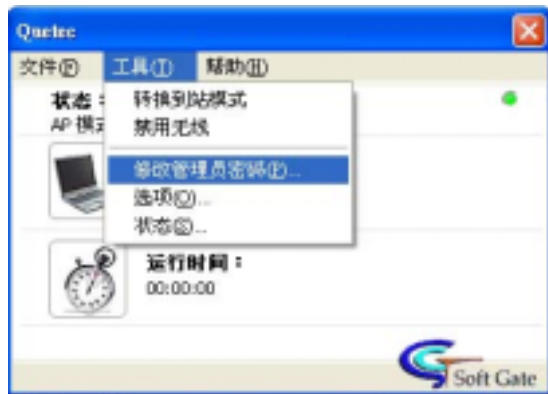 Quetec
文件(F) 工具(T) 帮助(H)
状态：
AP 模
转换到站模式
禁用无线
修改管理员密码(P)...
选项(O)...
状态(S)...
运行时间：
00:00:00
Soft Gate